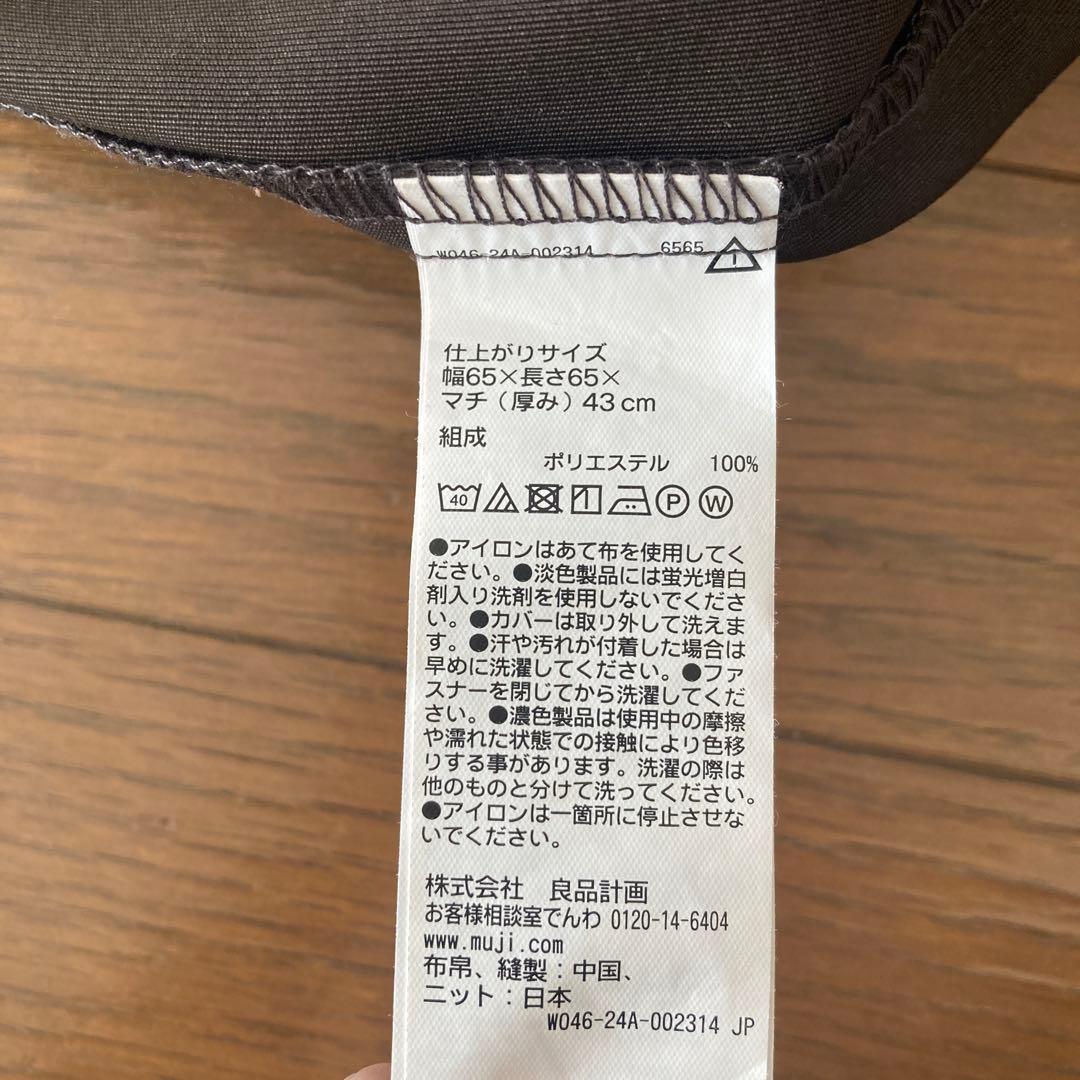 W046-24A-002314 6565
仕上がりサイズ
幅65×長さ65×
マチ（厚み）43cm
組成
ポリエステル 100%
40 P W
●アイロンはあて布を使用してく
ださい。●淡色製品には蛍光増白
剤入り洗剤を使用しないでくださ
い。●カバーは取り外して洗えま
す。●汗や汚れが付着した場合は
早めに洗濯してください。●ファ
スナーを閉じてから洗濯してくだ
さい。●濃色製品は使用中の摩擦
や濡れた状態での接触により色移
りする事があります。洗濯の際は
他のものと分けて洗ってください。
●アイロンは一箇所に停止させな
いでください。
株式会社 良品計画
お客様相談室でんわ 0120-14-6404
www.muji.com
布帛、縫製：中国、
ニット：日本
W046-24A-002314 JP